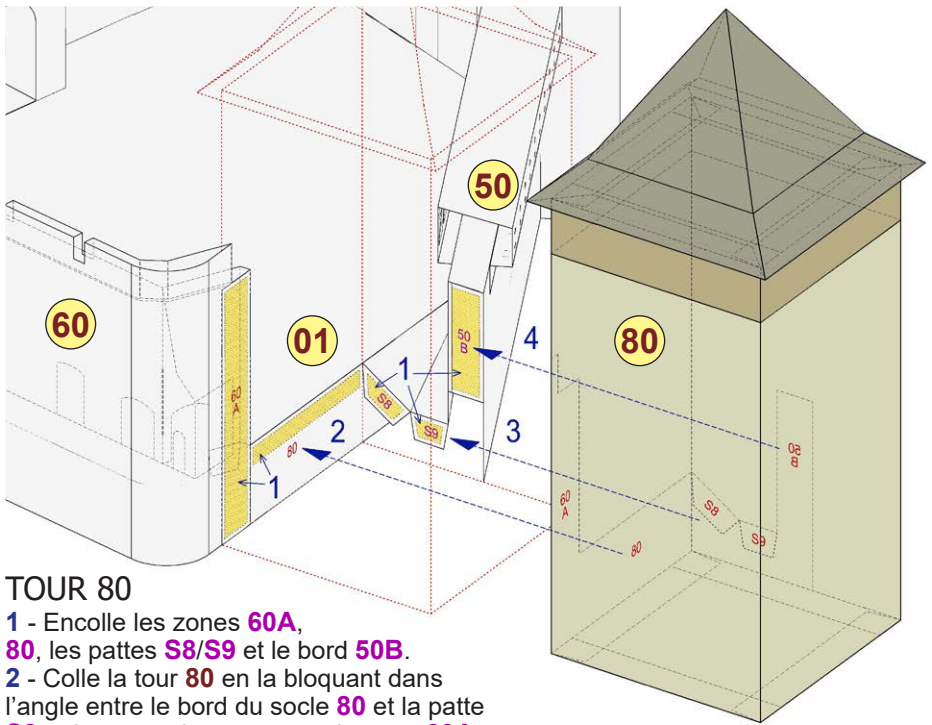 50
60
01
80
50
B
4
1
60
A
S8
2
80
S9
3
1
50
B
60
A
S8
S9
80
TOUR 80
1 - Encolle les zones 60A,
80, les pattes S8/S9 et le bord 50B.
2 - Colle la tour 80 en la bloquant dans
l'angle entre le bord du socle 80 et la patte